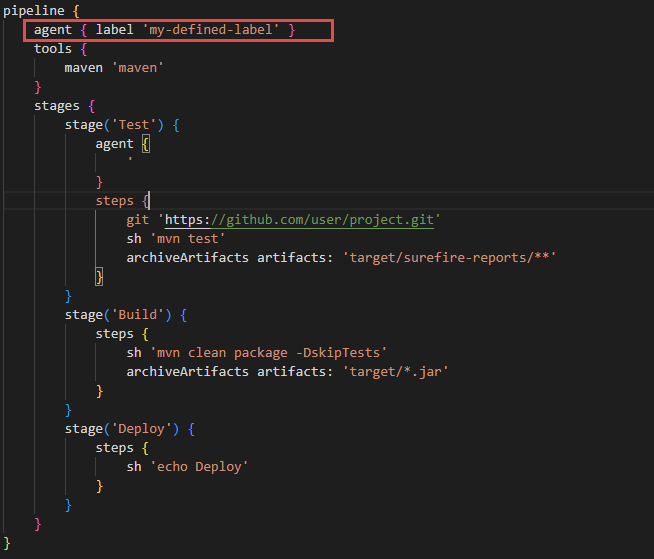 pipeline {
    agent { label 'my-defined-label' }
    tools {
        maven 'maven'
    }
    stages {
        stage('Test') {
            agent {
                '
            }
            steps {
                git 'https://github.com/user/project.git'
                sh 'mvn test'
                archiveArtifacts artifacts: 'target/surefire-reports/**'
            }
        }
        stage('Build') {
            steps {
                sh 'mvn clean package -DskipTests'
                archiveArtifacts artifacts: 'target/*.jar'
            }
        }
        stage('Deploy') {
            steps {
                sh 'echo Deploy'
            }
        }
    }
}